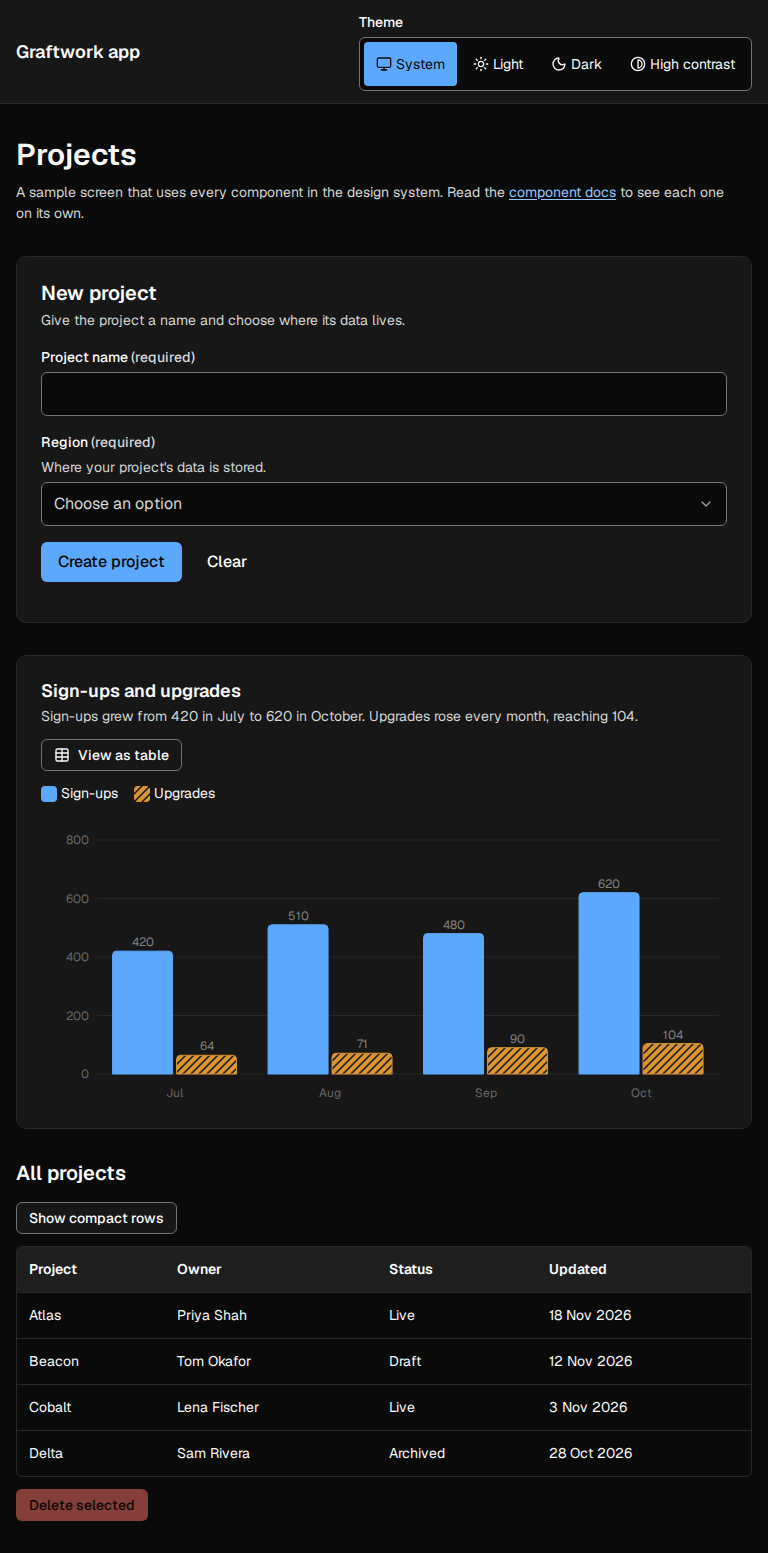 Graftwork app
Theme
System
Light
Dark
High contrast
Projects
A sample screen that uses every component in the design system. Read the component docs to see each one
on its own.
New project
Give the project a name and choose where its data lives.
Project name (required)
Region (required)
Where your project's data is stored.
Choose an option
Create project
Clear
Sign-ups and upgrades
Sign-ups grew from 420 in July to 620 in October. Upgrades rose every month, reaching 104.
View as table
Sign-ups
Upgrades
800
600
400
200
0
420
64
510
71
480
90
620
104
Jul
Aug
Sep
Oct
All projects
Show compact rows
Project Owner Status Updated
Atlas Priya Shah Live 18 Nov 2026
Beacon Tom Okafor Draft 12 Nov 2026
Cobalt Lena Fischer Live 3 Nov 2026
Delta Sam Rivera Archived 28 Oct 2026
Delete selected